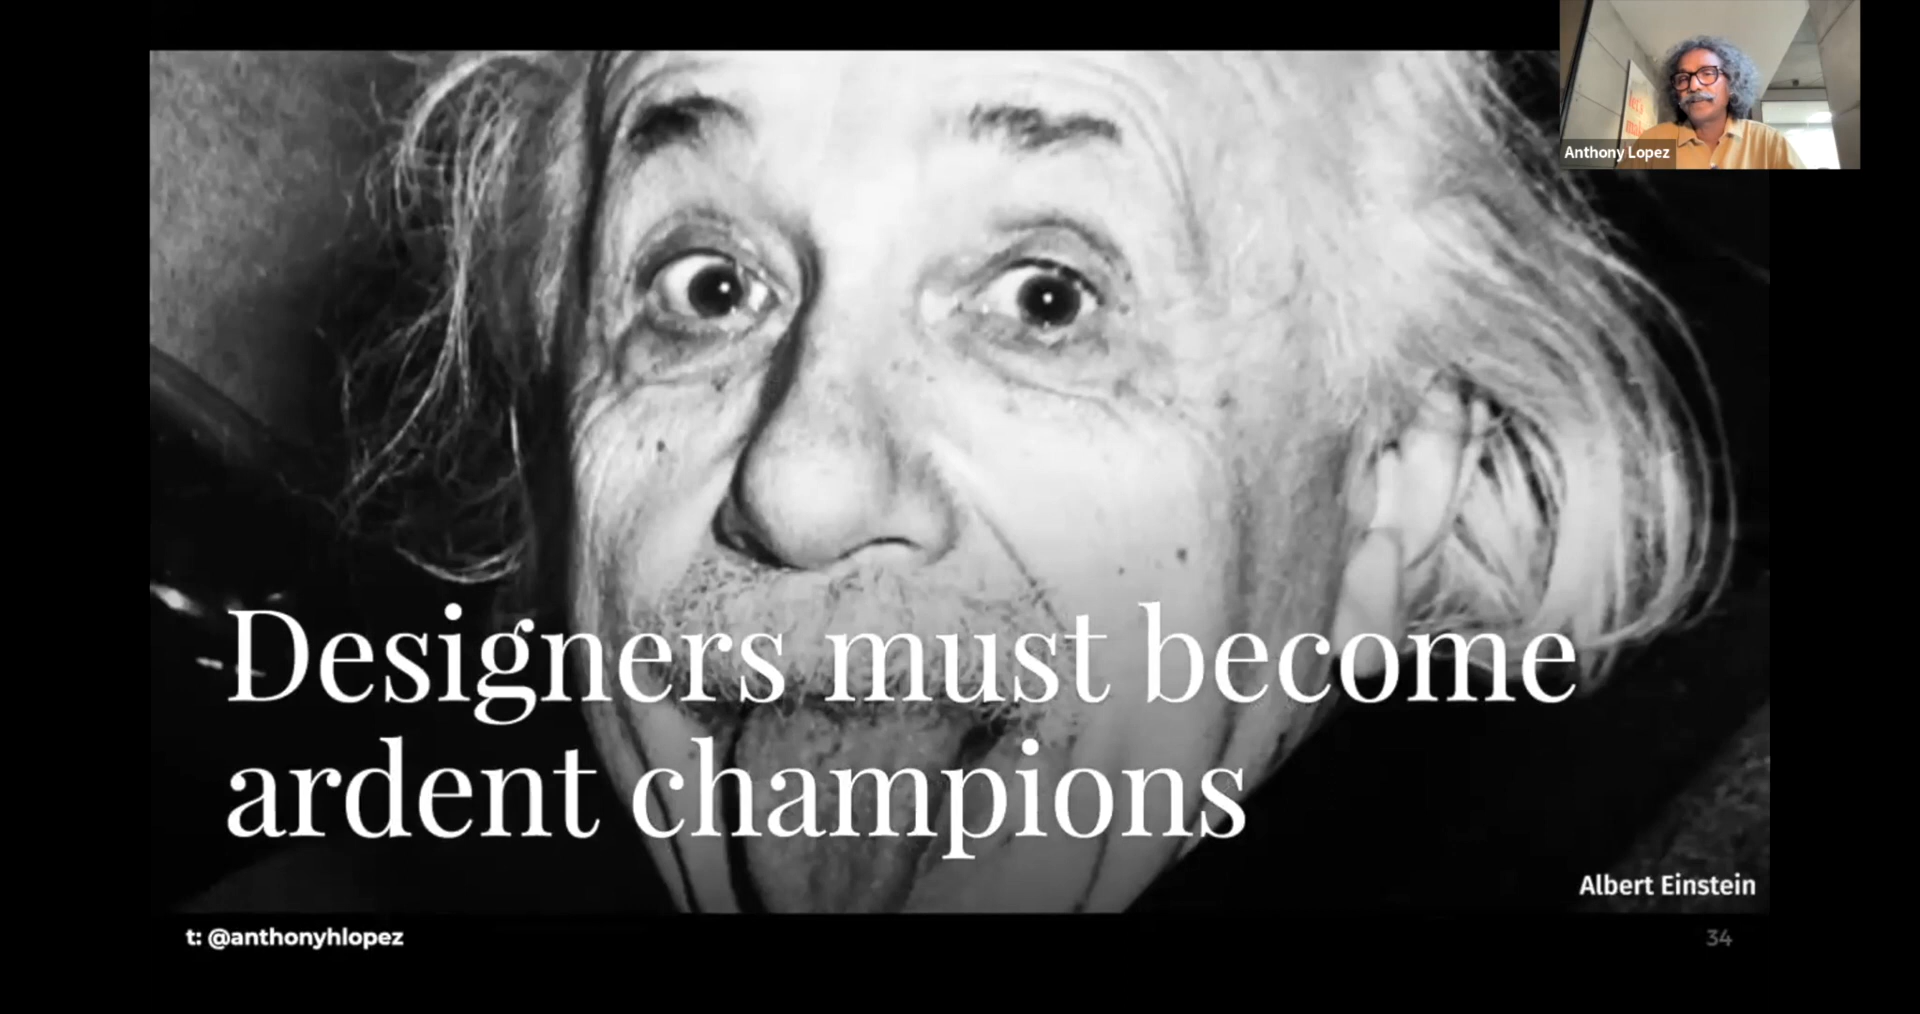 Anthony Lopez
Designers must become
ardent champions
Albert Einstein
t: @anthonyhlopez
34